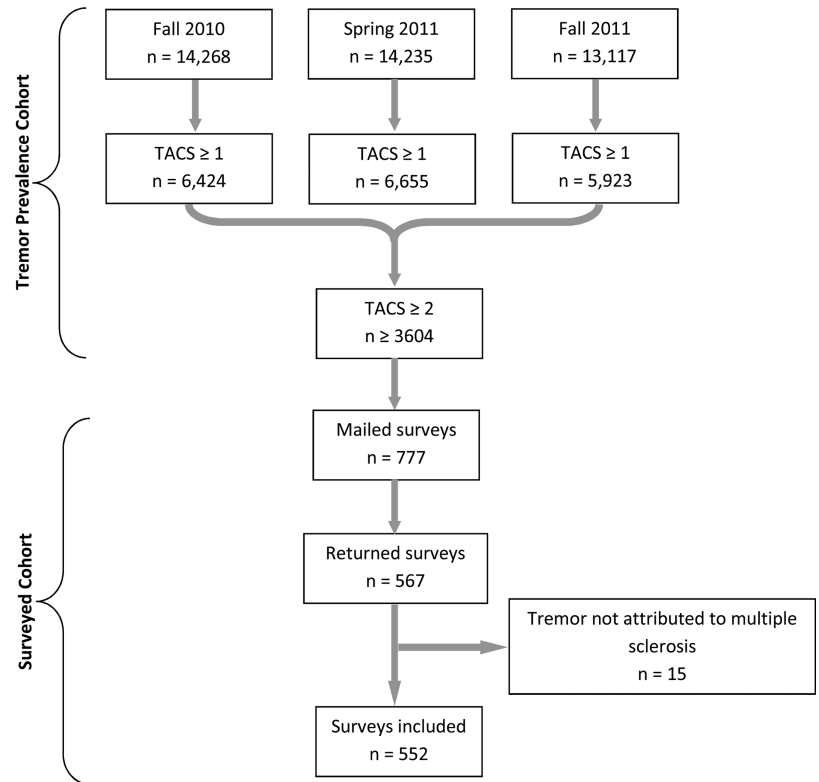 Tremor Prevalence Cohort
Fall 2010
n = 14,268
Spring 2011
n = 14,235
Fall 2011
n = 13,117
TACS ≥ 1
n = 6,424
TACS ≥ 1
n = 6,655
TACS ≥ 1
n = 5,923
TACS ≥ 2
n ≥ 3604
Surveyed Cohort
Mailed surveys
n = 777
Returned surveys
n = 567
Tremor not attributed to multiple
sclerosis
n = 15
Surveys included
n = 552